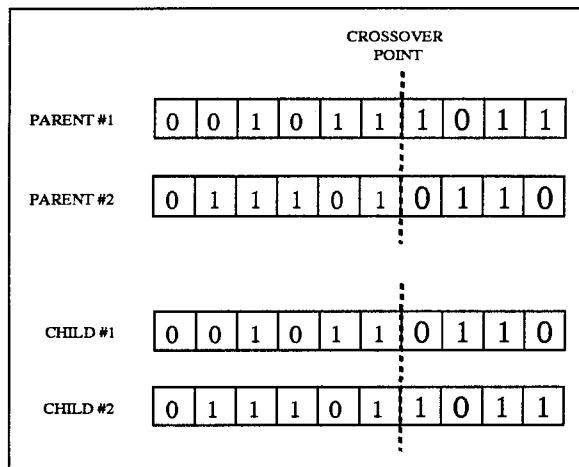 CROSSOVER
POINT
PARENT #1 0 0 1 0 1 1 1 0 1 1
PARENT #2 0 1 1 1 0 1 0 1 1 0
CHILD #1 0 0 1 0 1 1 0 1 1 0
CHILD #2 0 1 1 1 0 1 1 0 1 1